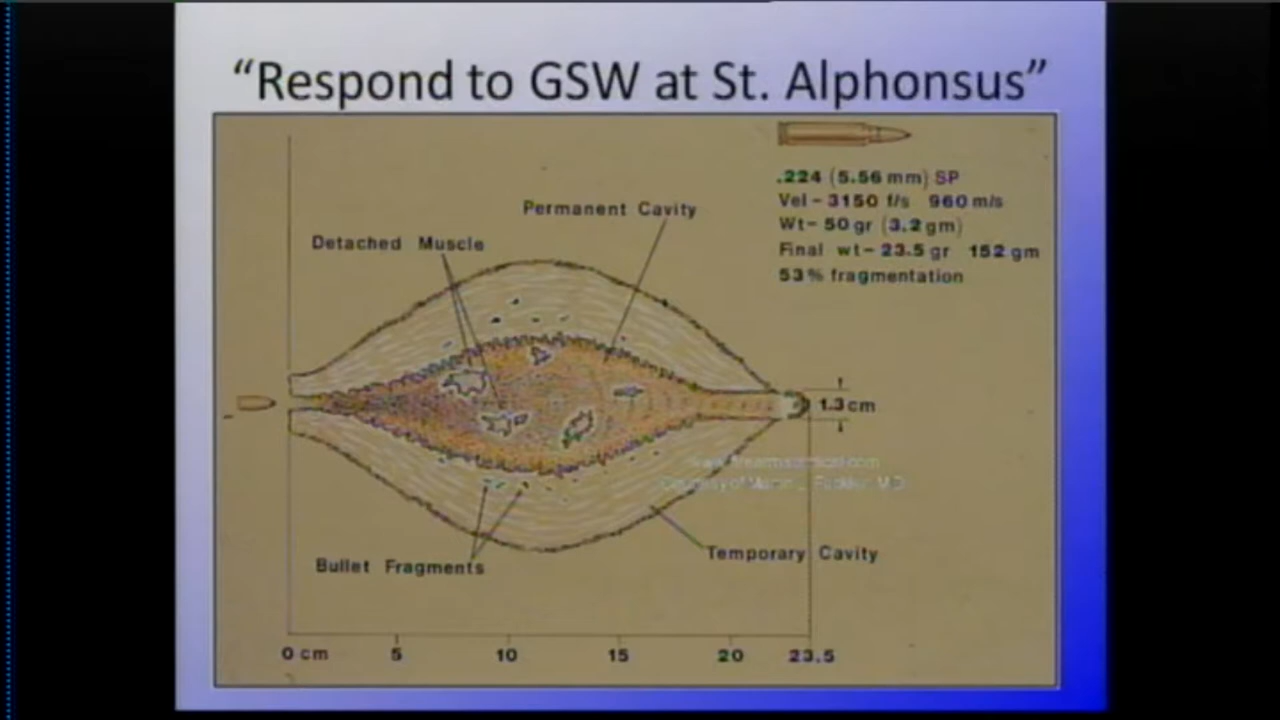 “Respond to GSW at St. Alphonsus”
.224 (5.56 mm) SP
Vel - 3150 f/s 960 m/s
Wt - 50 gr (3.2 gm)
Final wt - 23.5 gr 152 gm
53% fragmentation
Permanent Cavity
Detached Muscle
1.3 cm
Courtesy of
M.D.
Temporary Cavity
Bullet Fragments
0 cm 5 10 15 20 23.5